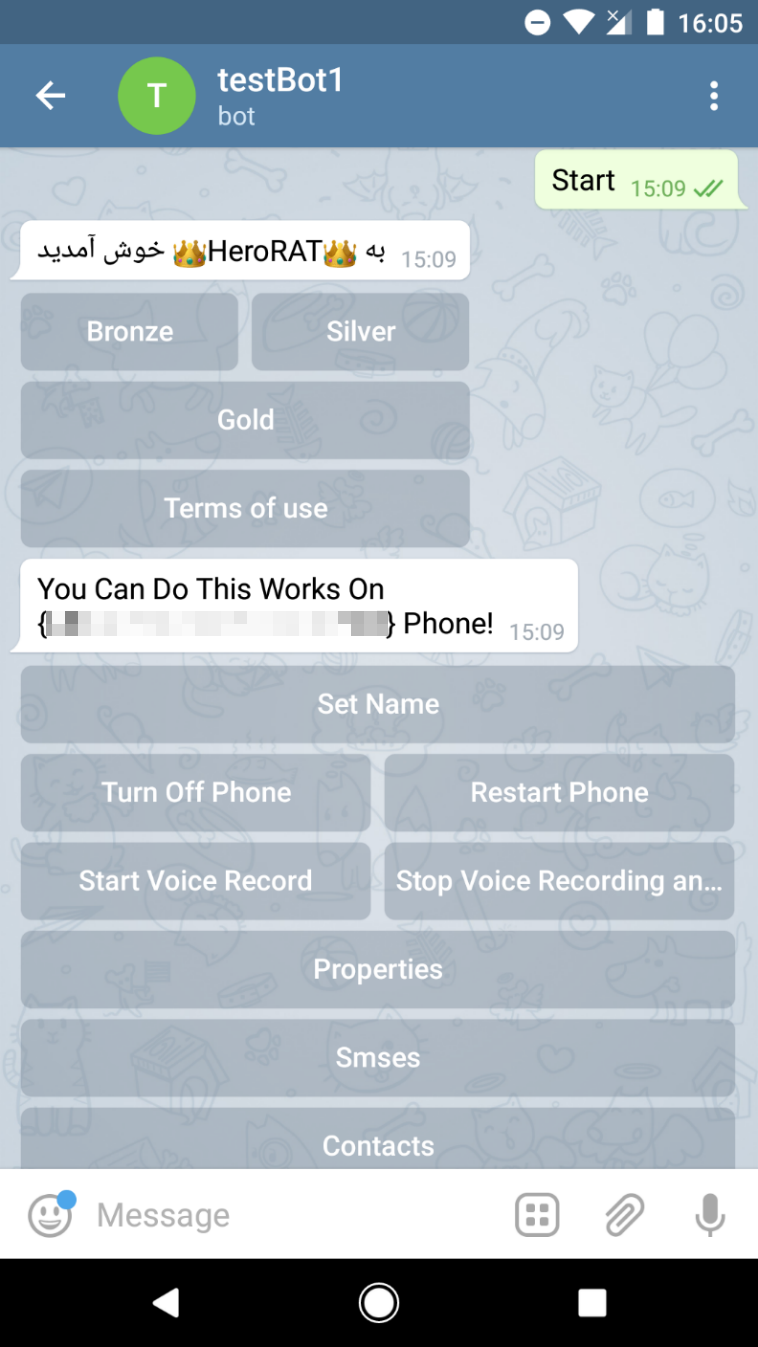 16:05
testBot1
bot
Start 15:09
به 👑HeroRAT👑 خوش آمدید 15:09
Bronze
Silver
Gold
Terms of use
You Can Do This Works On
{} Phone! 15:09
Set Name
Turn Off Phone
Restart Phone
Start Voice Record
Stop Voice Recording an...
Properties
Smses
Contacts
Message